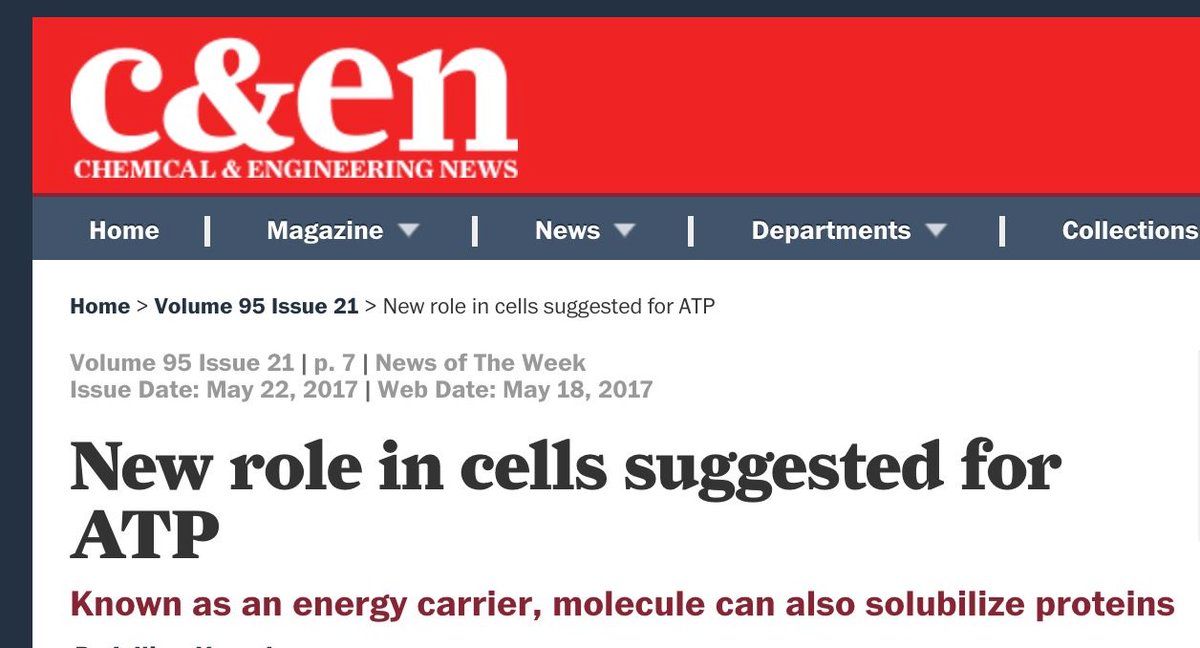 c&en
CHEMICAL & ENGINEERING NEWS
Home | Magazine | News | Departments | Collections
Home > Volume 95 Issue 21 > New role in cells suggested for ATP
Volume 95 Issue 21 | p. 7 | News of The Week
Issue Date: May 22, 2017 | Web Date: May 18, 2017
New role in cells suggested for
ATP
Known as an energy carrier, molecule can also solubilize proteins